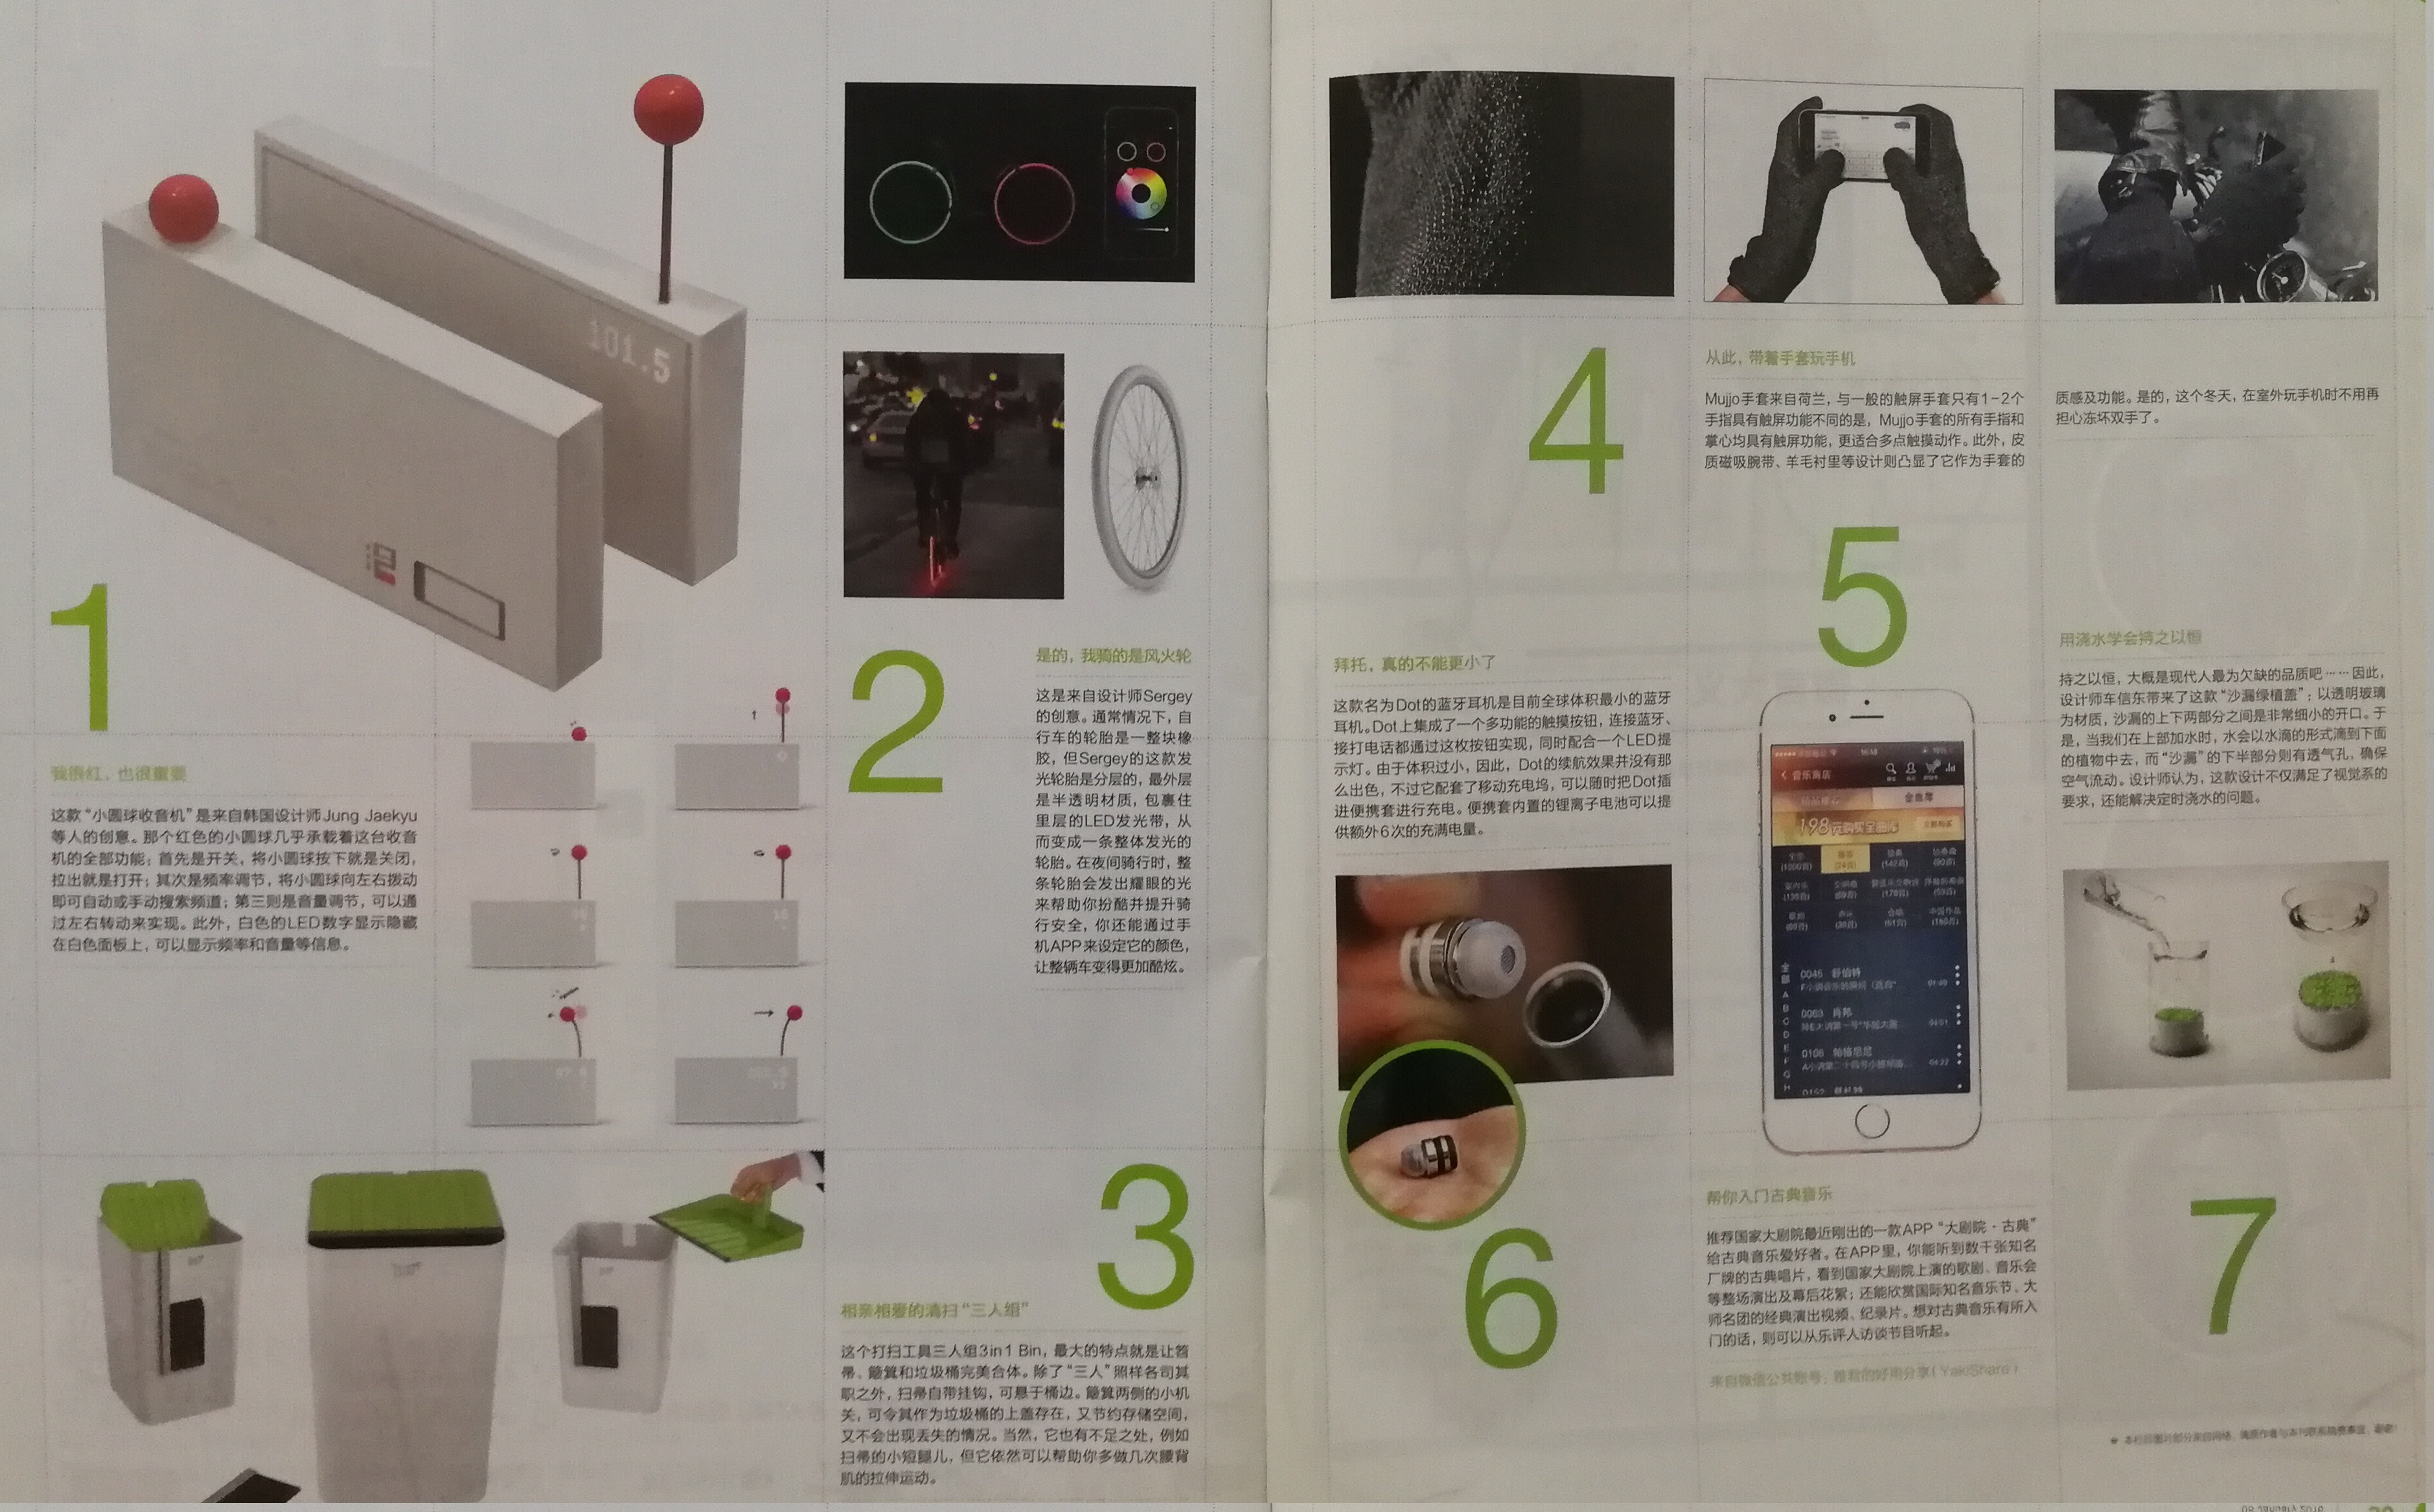 101.5
1
我很红，也很重要
这款“小圆球收音机”是来自韩国设计师Jung Jaekyu
等人的创意。那个红色的小圆球几乎承载着这台收音
机的全部功能：首先是开关，将小圆球按下就是关闭，
拉出就是打开；其次是频率调节，将小圆球向左右拨动
即可自动或手动搜索频道；第三则是音量调节，可以通
过左右转动来实现。此外，白色的LED数字显示隐藏
在白色面板上，可以显示频率和音量等信息。
2
是的，我骑的是风火轮
这是来自设计师Sergey
的创意。通常情况下，自
行车的轮胎是一整块橡
胶，但Sergey的这款发
光轮胎是分层的，最外层
是半透明材质，包裹住
里层的LED发光带，从
而变成一条整体发光的
轮胎。在夜间骑行时，整
条轮胎会发出耀眼的光
来帮助你扮酷并提升骑
行安全，你还能通过手
机APP来设定它的颜色，
让整辆车变得更加酷炫。
3
相亲相爱的清扫“三人组”
这个打扫工具三人组3in1 Bin，最大的特点就是让笤
帚、簸箕和垃圾桶完美合体。除了“三人”照样各司其
职之外，扫帚自带挂钩，可悬于桶边。簸箕两侧的小机
关，可令其作为垃圾桶的上盖存在，又节约存储空间，
又不会出现丢失的情况。当然，它也有不足之处，例如
扫帚的小短腿儿，但它依然可以帮助你多做几次腰背
肌的拉伸运动。
4
从此，带着手套玩手机
Mujjo手套来自荷兰，与一般的触屏手套只有1-2个
手指具有触屏功能不同的是，Mujjo手套的所有手指和
掌心均具有触屏功能，更适合多点触摸动作。此外，皮
质磁吸腕带、羊毛衬里等设计则凸显了它作为手套的
质感及功能。是的，这个冬天，在室外玩手机时不用再
担心冻坏双手了。
5
拜托，真的不能更小了
这款名为Dot的蓝牙耳机是目前全球体积最小的蓝牙
耳机。Dot上集成了一个多功能的触摸按钮，连接蓝牙、
接打电话都通过这枚按钮实现，同时配合一个LED提
示灯。由于体积过小，因此，Dot的续航效果并没有那
么出色，不过它配套了移动充电坞，可以随时把Dot插
进便携套进行充电。便携套内置的锂离子电池可以提
供额外6次的充满电量。
6
音乐商店
全曲库
198元购买全曲库
0045 舒伯特
0063 肖邦
0106 帕格尼尼
帮你入门古典音乐
推荐国家大剧院最近刚出的一款APP“大剧院·古典”
给古典音乐爱好者。在APP里，你能听到数千张知名
厂牌的古典唱片，看到国家大剧院上演的歌剧、音乐会
等整场演出及幕后花絮；还能欣赏国际知名音乐节、大
师名团的经典演出视频、纪录片。想对古典音乐有所入
门的话，则可以从乐评人访谈节目听起。
来自微信公共账号：雅君的好用分享（YakiShare）
用浇水学会持之以恒
持之以恒，大概是现代人最为欠缺的品质吧……因此，
设计师车信东带来了这款“沙漏绿植盖”：以透明玻璃
为材质，沙漏的上下两部分之间是非常细小的开口。于
是，当我们在上部加水时，水会以水滴的形式滴到下面
的植物中去，而“沙漏”的下半部分则有透气孔，确保
空气流动。设计师认为，这款设计不仅满足了视觉系的
要求，还能解决定时浇水的问题。
7